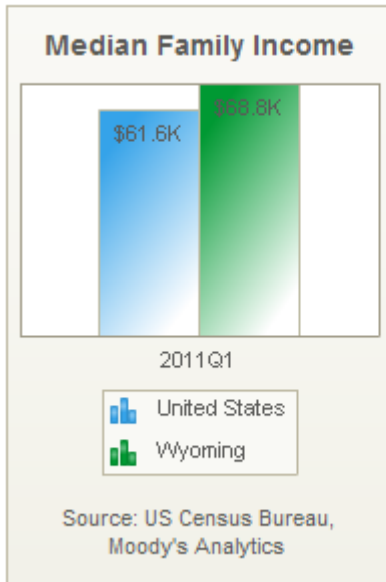 Median Family Income
$61.6K
$68.8K
2011Q1
United States
Wyoming
Source: US Census Bureau,
Moody's Analytics